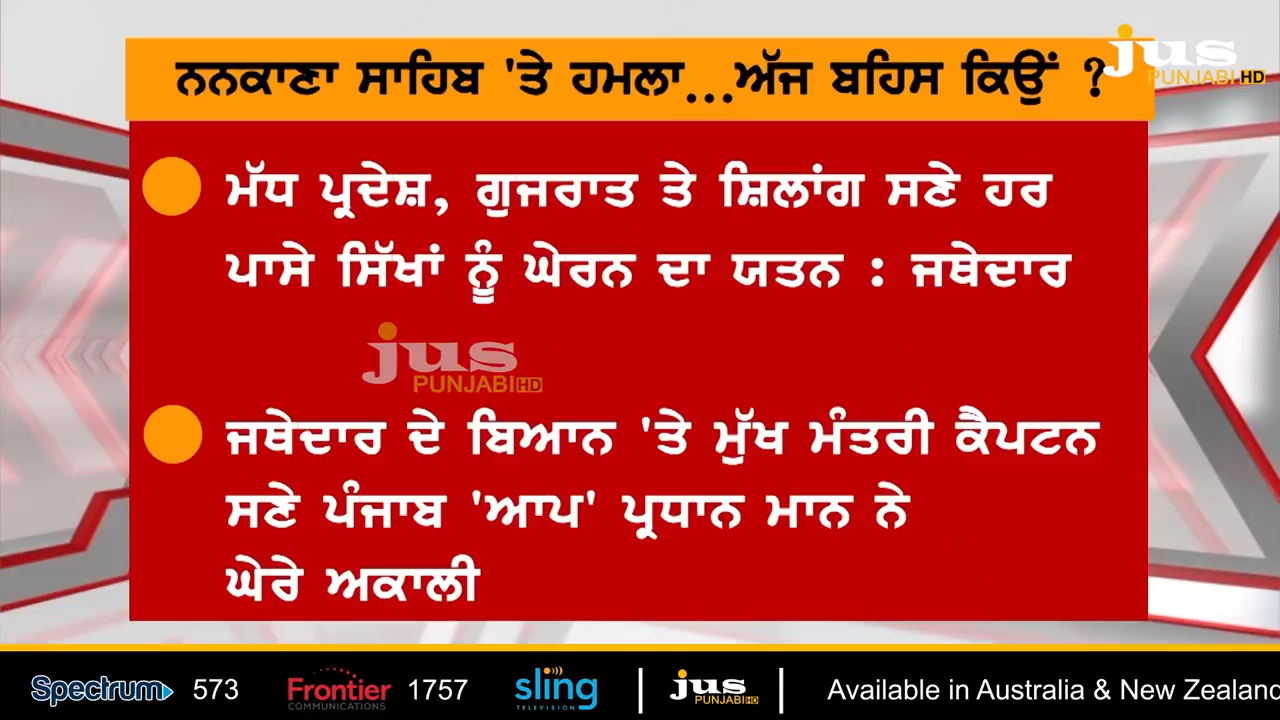 ਨਨਕਾਣਾ ਸਾਹਿਬ 'ਤੇ ਹਮਲਾ...ਅੱਜ ਬਹਿਸ ਕਿਉਂ ?
jus
PUNJABI HD
ਮੱਧ ਪ੍ਰਦੇਸ਼, ਗੁਜਰਾਤ ਤੇ ਸ਼ਿਲਾਂਗ ਸਣੇ ਹਰ
ਪਾਸੇ ਸਿੱਖਾਂ ਨੂੰ ਘੇਰਨ ਦਾ ਯਤਨ : ਜਥੇਦਾਰ
jus
PUNJABI HD
ਜਥੇਦਾਰ ਦੇ ਬਿਆਨ 'ਤੇ ਮੁੱਖ ਮੰਤਰੀ ਕੈਪਟਨ
ਸਣੇ ਪੰਜਾਬ 'ਆਪ' ਪ੍ਰਧਾਨ ਮਾਨ ਨੇ
ਘੇਰੇ ਅਕਾਲੀ
Spectrum 573 Frontier COMMUNICATIONS 1757 sling TELEVISION | jus PUNJABI HD | Available in Australia & New Zealand